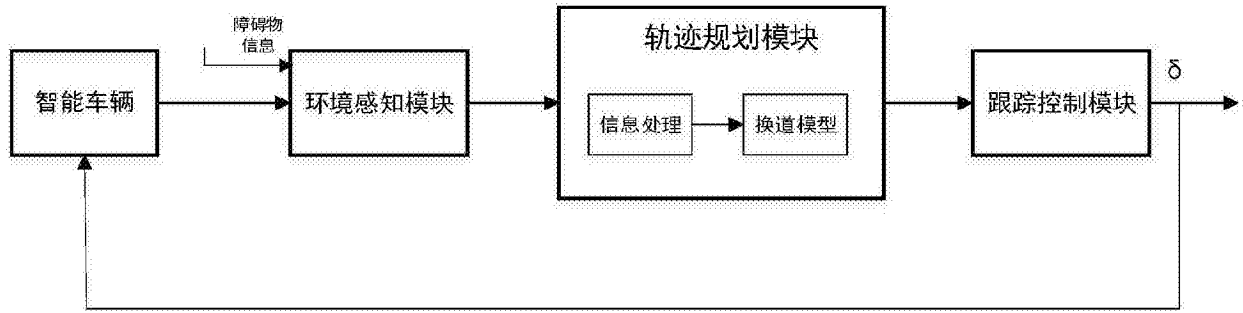 障碍物
信息
智能车辆
环境感知模块
轨迹规划模块
信息处理
换道模型
跟踪控制模块
δ